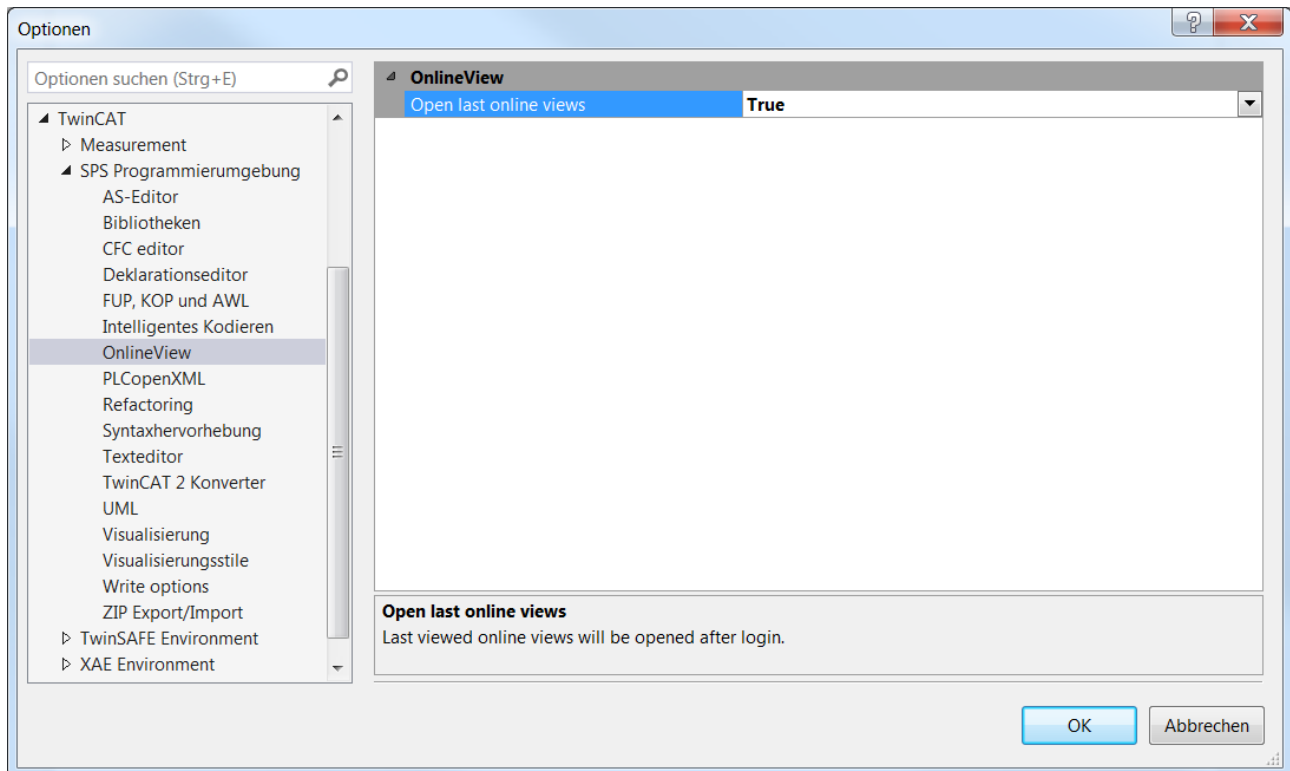 Optionen
Optionen suchen (Strg+E)
TwinCAT
Measurement
SPS Programmierumgebung
AS-Editor
Bibliotheken
CFC editor
Deklarationseditor
FUP, KOP und AWL
Intelligentes Kodieren
OnlineView
PLCopenXML
Refactoring
Syntaxhervorhebung
Texteditor
TwinCAT 2 Konverter
UML
Visualisierung
Visualisierungsstile
Write options
ZIP Export/Import
TwinSAFE Environment
XAE Environment
OnlineView
Open last online views True
Open last online views
Last viewed online views will be opened after login.
OK Abbrechen